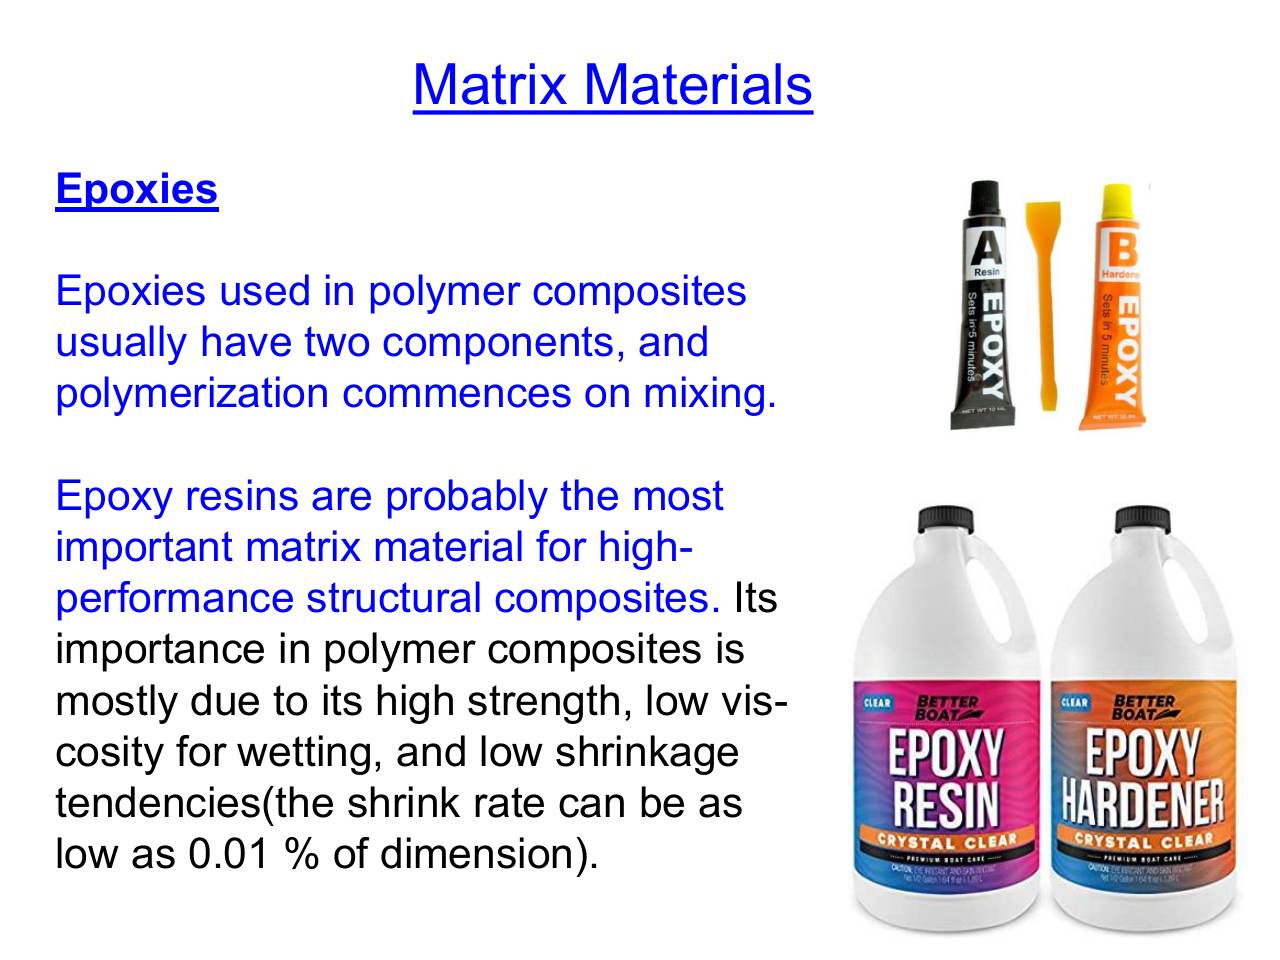 Matrix Materials
Epoxies
Epoxies used in polymer composites
usually have two components, and
polymerization commences on mixing.
Epoxy resins are probably the most
important matrix material for high-
performance structural composites. Its
importance in polymer composites is
mostly due to its high strength, low vis-
cosity for wetting, and low shrinkage
tendencies(the shrink rate can be as
low as 0.01 % of dimension).
A
Resin
EPOXY
Sets in 5 minutes
B
Hardene
EPOXY
Sets in 5 minutes
CLEAR
BETTER
BOAT
EPOXY
RESIN
CRYSTAL CLEAR
PREMIUM BOAT CARE
CLEAR
BETTER
BOAT
EPOXY
HARDENER
CRYSTAL CLEAR
PREMIUM BOAT CARE